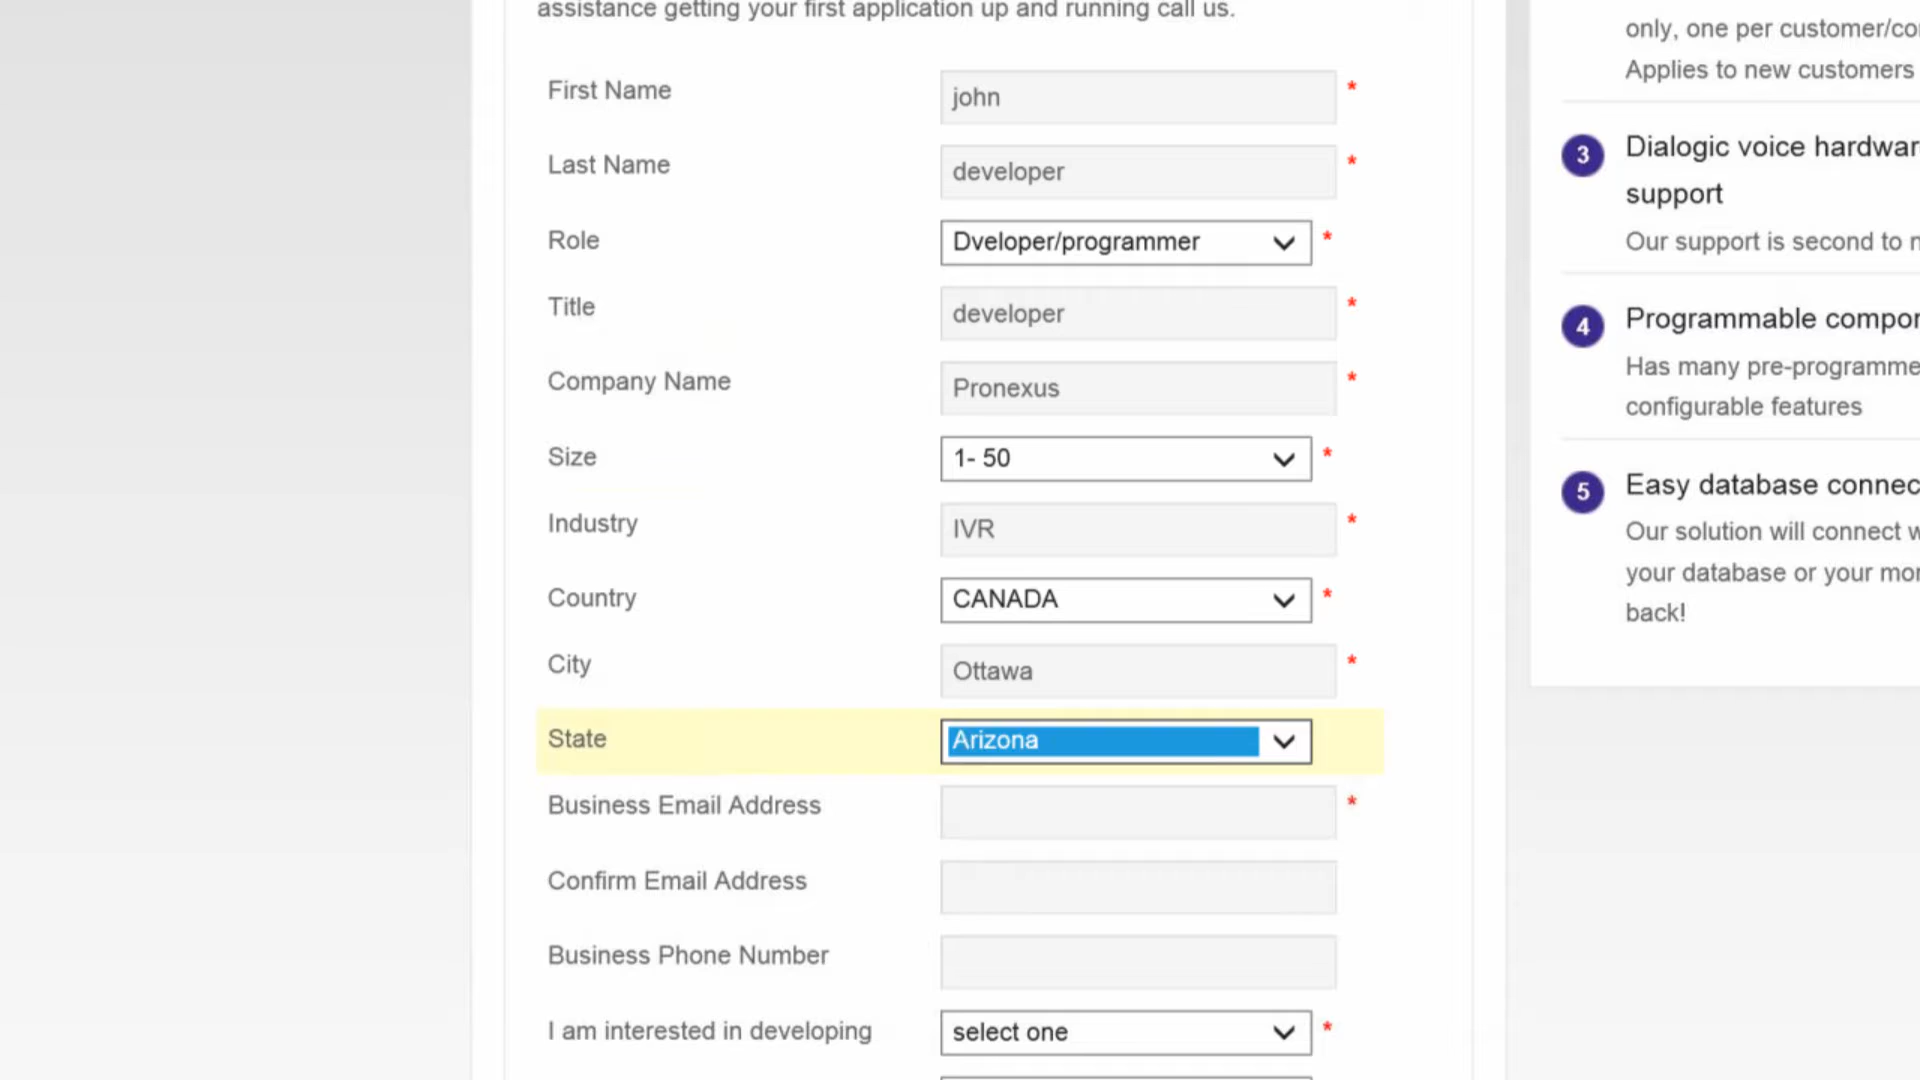 assistance getting your first application up and running call us.
First Name john *
Last Name developer *
Role Dveloper/programmer *
Title developer *
Company Name Pronexus *
Size 1- 50 *
Industry IVR *
Country CANADA *
City Ottawa *
State Arizona
Business Email Address *
Confirm Email Address
Business Phone Number
I am interested in developing select one *
only, one per customer/co
Applies to new customers
3 Dialogic voice hardwar
support
Our support is second to n
4 Programmable compor
Has many pre-programme
configurable features
5 Easy database connec
Our solution will connect w
your database or your mor
back!